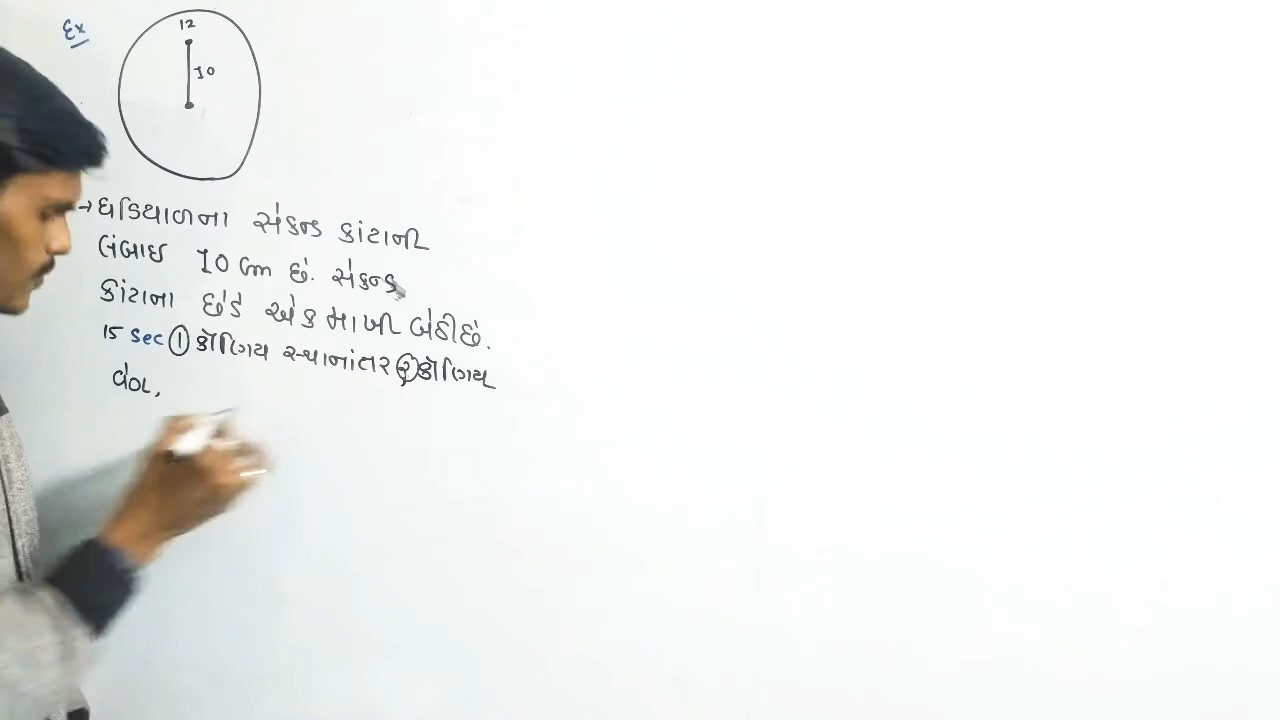 Ex
12
10
→ ઘડિયાળના સેકન્ડ કાંટાની
લંબાઈ 10 cm છે. સેકન્ડ
કાંટાના છેડે એક માખી બેઠી છે.
15 sec ① કોણિય સ્થાનાંતર ② કોણિય
વેગ,